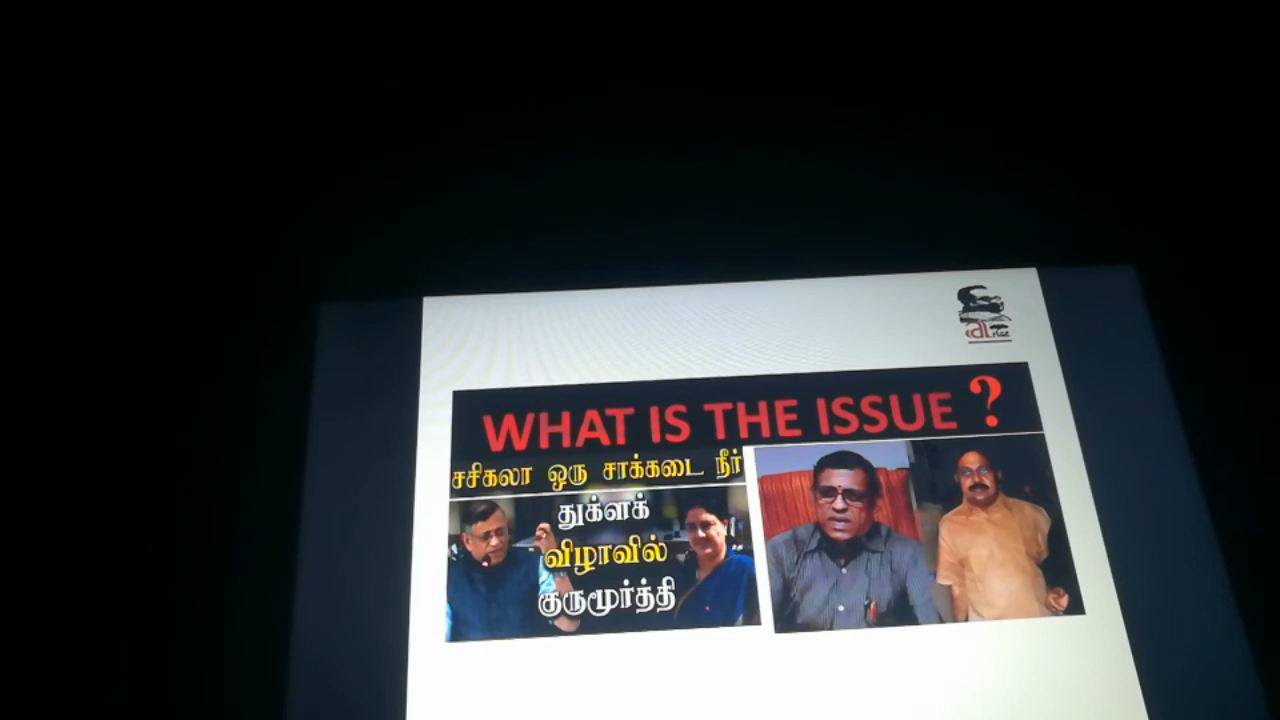 WHAT IS THE ISSUE ?
சசிகலா ஒரு சாக்கடை நீர்
துக்ளக்
விழாவில்
குருமூர்த்தி